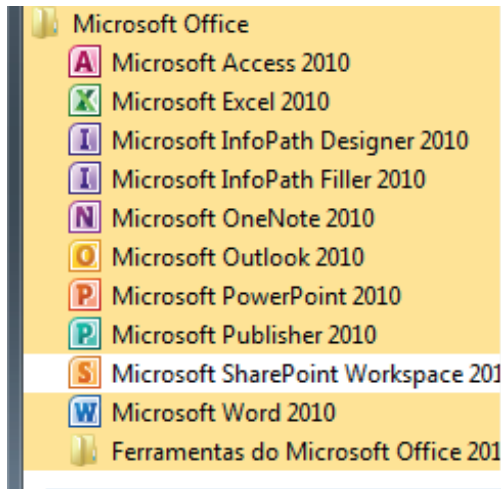 Microsoft Office
Microsoft Access 2010
Microsoft Excel 2010
Microsoft InfoPath Designer 2010
Microsoft InfoPath Filler 2010
Microsoft OneNote 2010
Microsoft Outlook 2010
Microsoft PowerPoint 2010
Microsoft Publisher 2010
Microsoft SharePoint Workspace 201
Microsoft Word 2010
Ferramentas do Microsoft Office 201